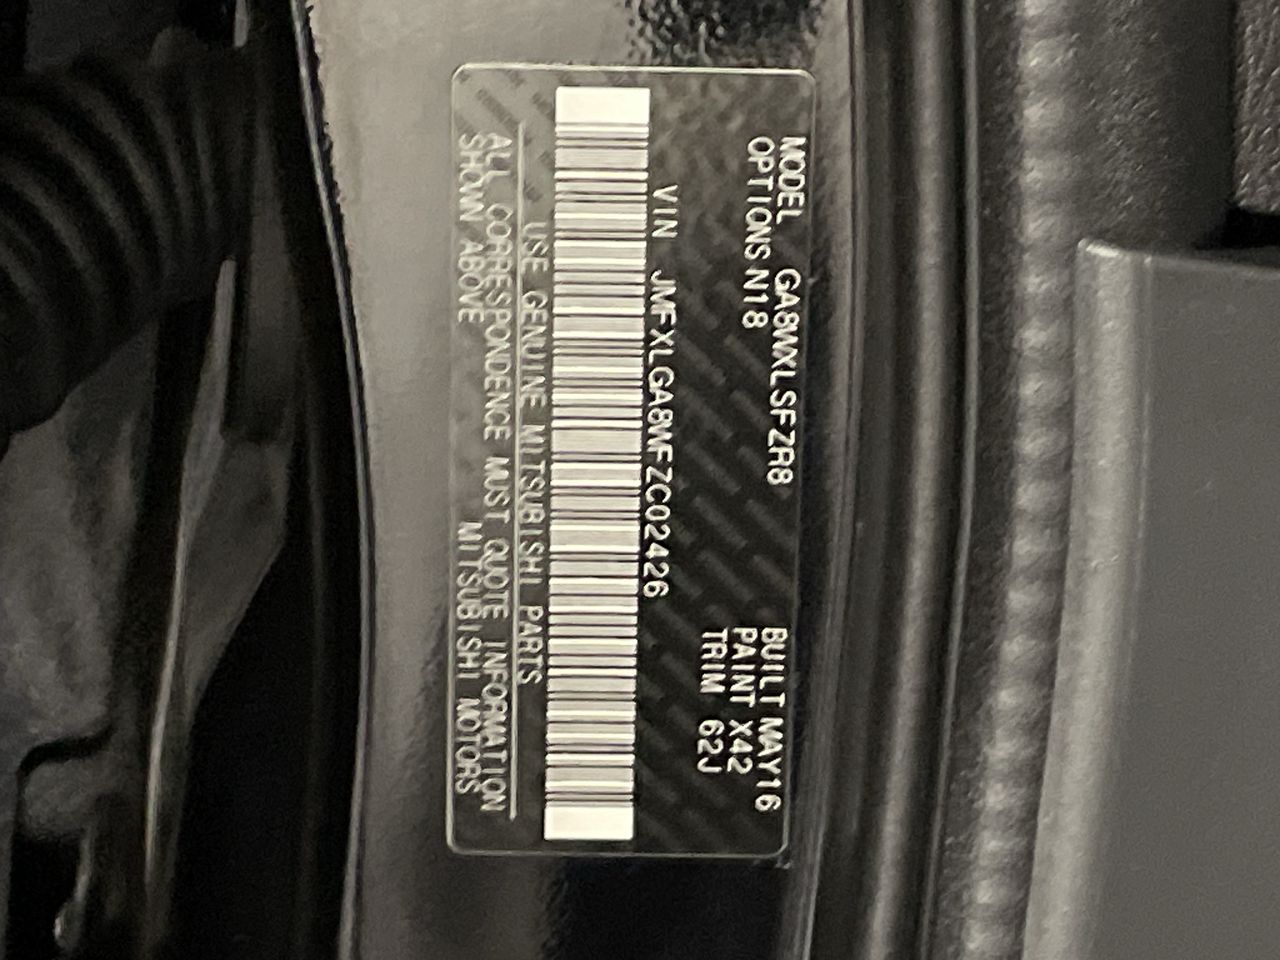 MODEL GA8WXLSFZR8 BUILT MAY16
OPTIONS N18 PAINT X42
TRIM 62J
VIN JMFXLGA8WFZC02426
USE GENUINE MITSUBISHI PARTS
ALL CORRESPONDENCE MUST QUOTE INFORMATION
SHOWN ABOVE MITSUBISHI MOTORS